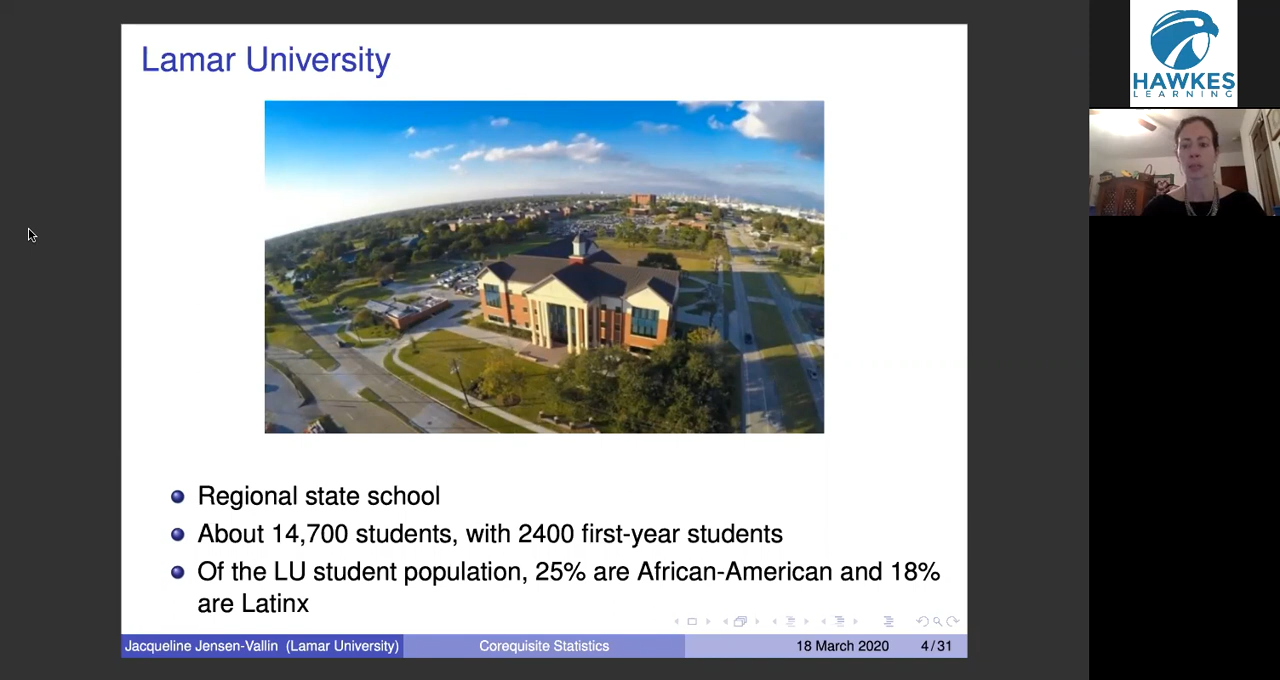 Lamar University
Regional state school
About 14,700 students, with 2400 first-year students
Of the LU student population, 25% are African-American and 18%
are Latinx
Jacqueline Jensen-Vallin (Lamar University)
Corequisite Statistics
18 March 2020
4/31
HAWKES
LEARNING